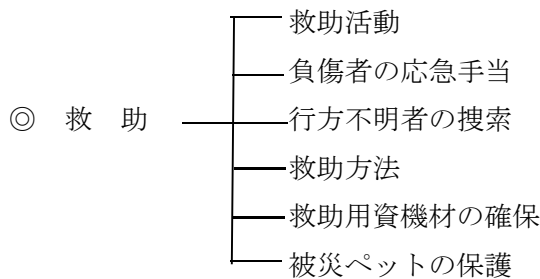 救助活動
負傷者の応急手当
◎ 救 助
行方不明者の捜索
救助方法
救助用資機材の確保
被災ペットの保護